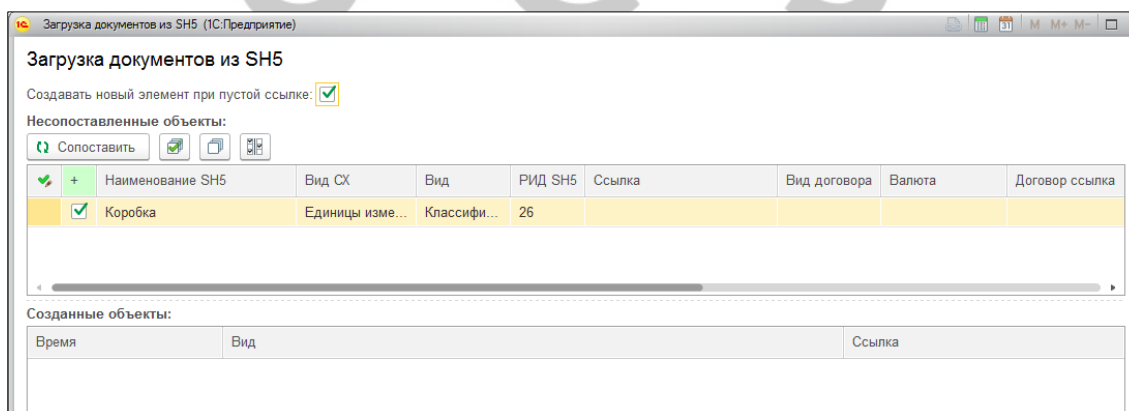 1С Загрузка документов из SH5 (1С:Предприятие) 31 M M+ M-
Загрузка документов из SH5
Создавать новый элемент при пустой ссылке:
Несопоставленные объекты:
Сопоставить
+ Наименование SH5 Вид СХ Вид РИД SH5 Ссылка Вид договора Валюта Договор ссылка
Коробка Единицы изме... Классифи... 26
Созданные объекты:
Время Вид Ссылка